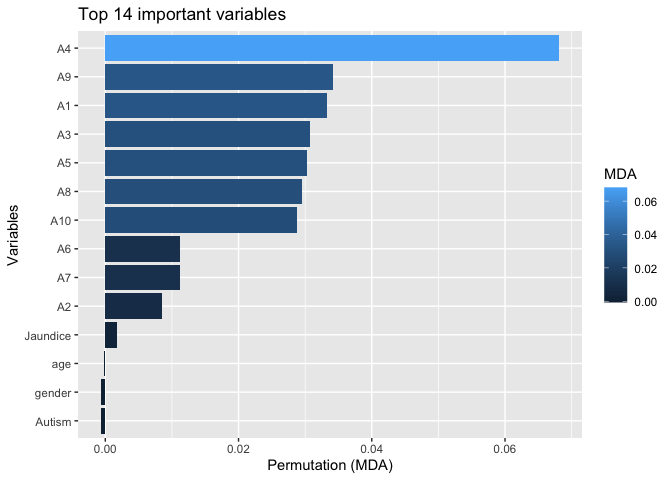 Top 14 important variables
Variables
A4
A9
A1
A3
A5
A8
A10
A6
A7
A2
Jaundice
age
gender
Autism
0.00 0.02 0.04 0.06
Permutation (MDA)
MDA
0.06
0.04
0.02
0.00